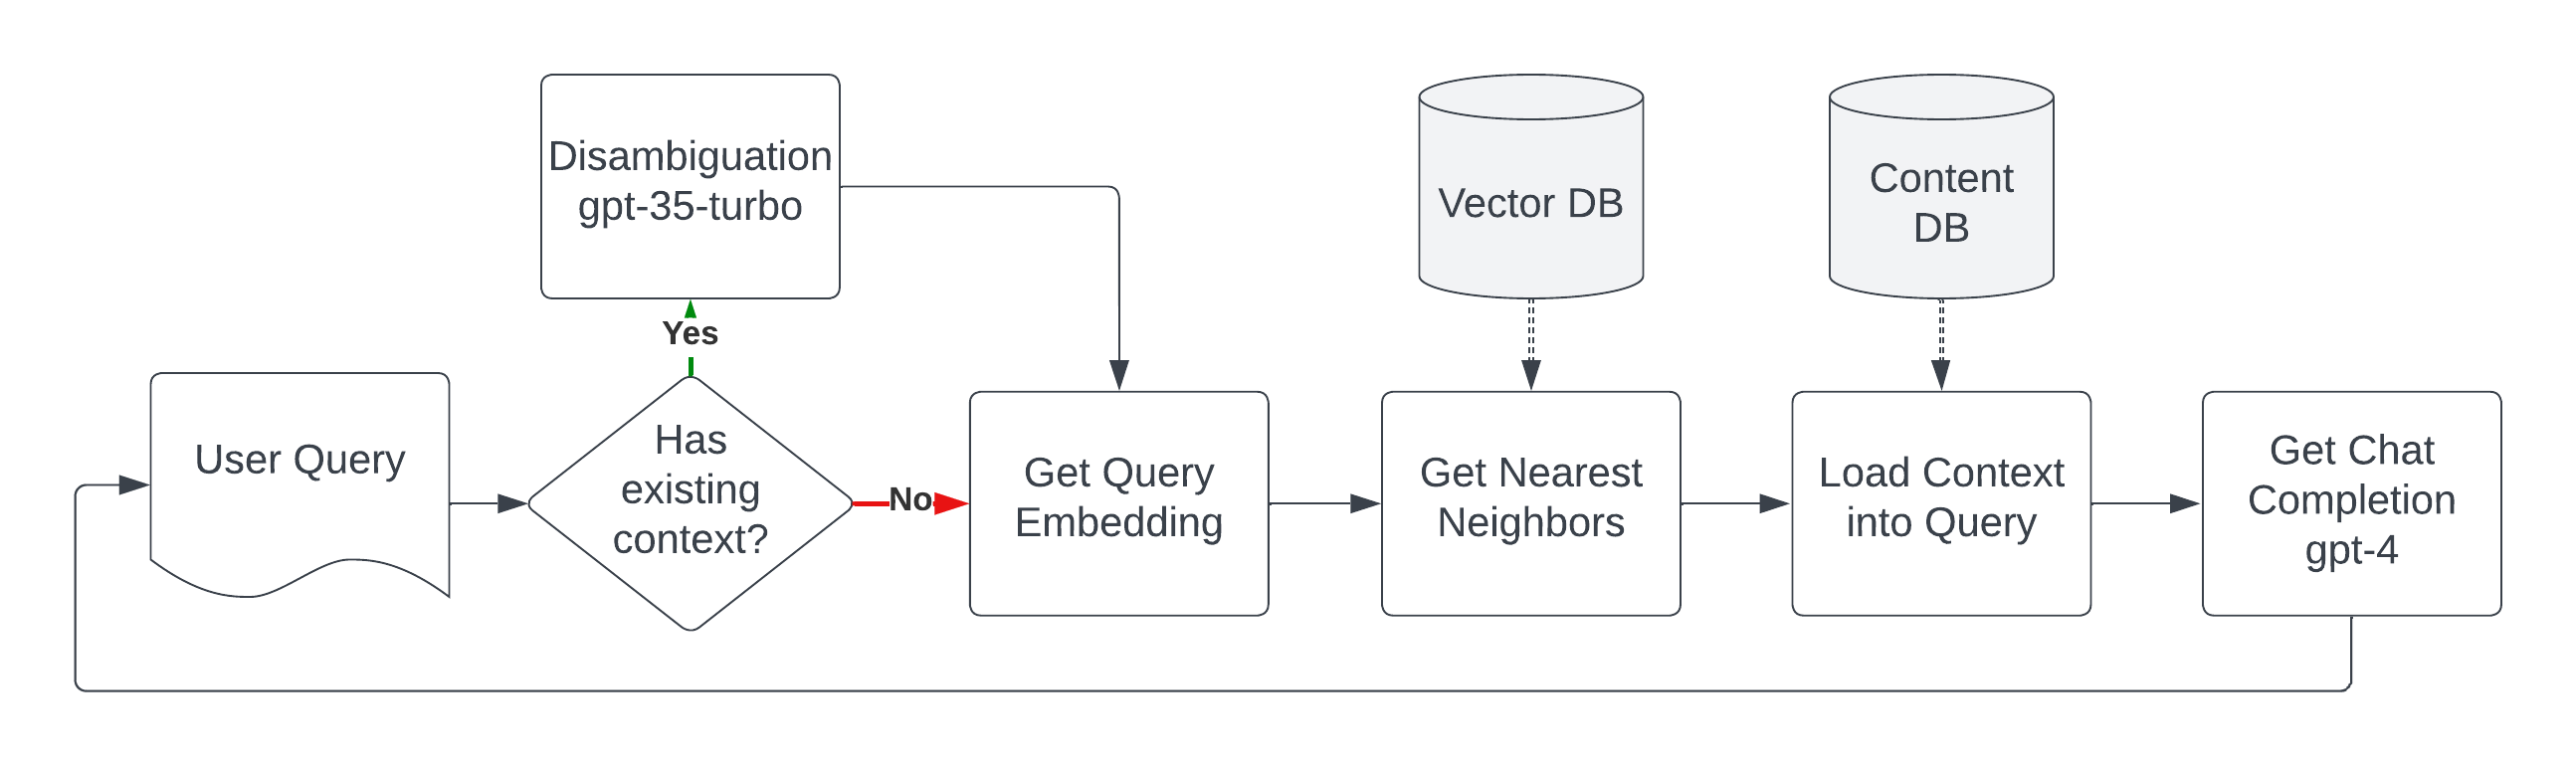 Disambiguation
gpt-35-turbo
Vector DB
Content
DB
Yes
User Query
Has
existing
context?
No
Get Query
Embedding
Get Nearest
Neighbors
Load Context
into Query
Get Chat
Completion
gpt-4